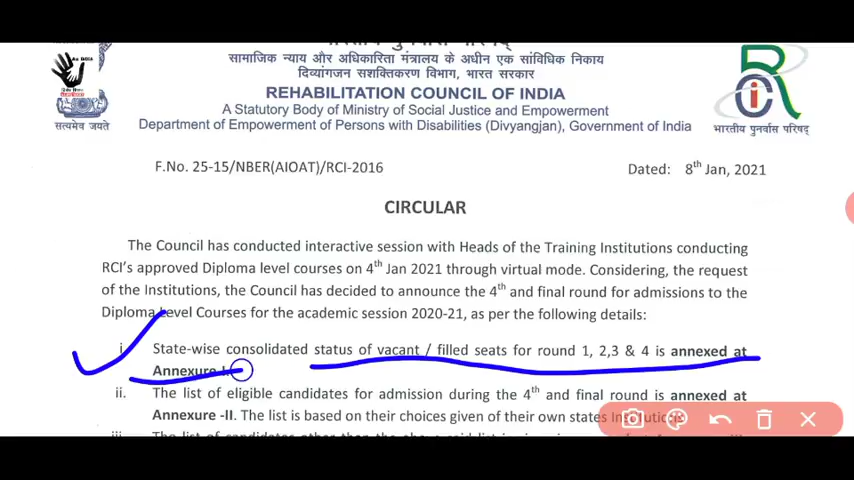 सामाजिक न्याय और अधिकारिता मंत्रालय के अधीन एक सांविधिक निकाय
दिव्यांगजन सशक्तिकरण विभाग, भारत सरकार
REHABILITATION COUNCIL OF INDIA
A Statutory Body of Ministry of Social Justice and Empowerment
Department of Empowerment of Persons with Disabilities (Divyangjan), Government of India
सत्यमेव जयते
भारतीय पुनर्वास परिषद्
F.No. 25-15/NBER(AIOAT)/RCI-2016
Dated: 8th Jan, 2021
CIRCULAR
The Council has conducted interactive session with Heads of the Training Institutions conducting
RCI's approved Diploma level courses on 4th Jan 2021 through virtual mode. Considering, the request
of the Institutions, the Council has decided to announce the 4th and final round for admissions to the
Diploma Level Courses for the academic session 2020-21, as per the following details:
i. State-wise consolidated status of vacant / filled seats for round 1, 2,3 & 4 is annexed at
Annexure-I.
ii. The list of eligible candidates for admission during the 4th and final round is annexed at
Annexure -II. The list is based on their choices given of their own states Institutions